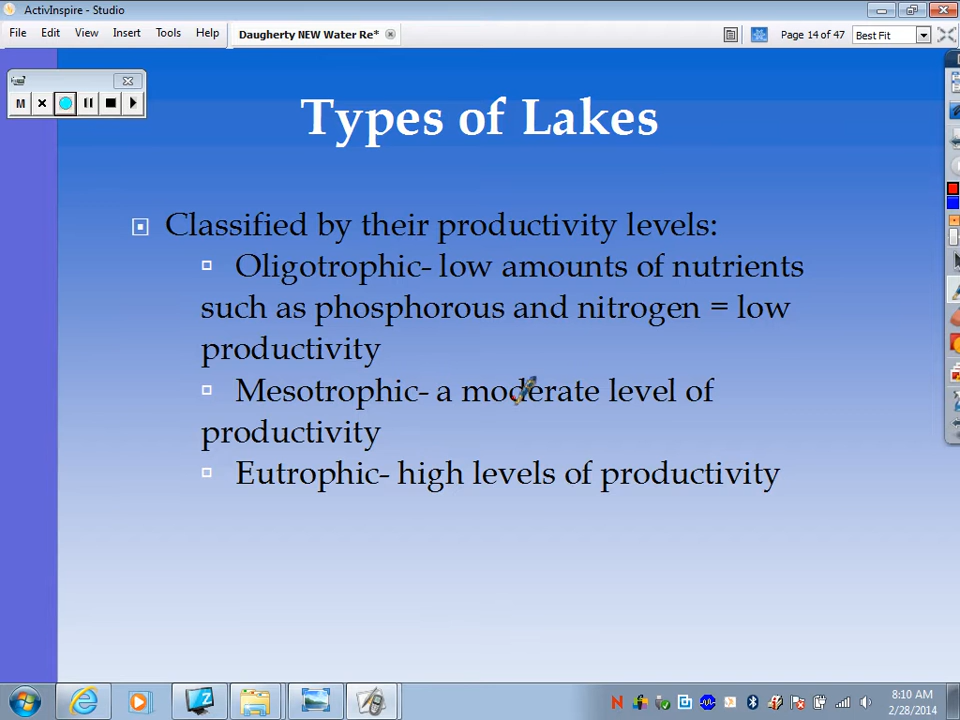 ActivInspire - Studio
File Edit View Insert Tools Help Daugherty NEW Water Re* Page 14 of 47 Best Fit
M
Types of Lakes
Classified by their productivity levels:
Oligotrophic- low amounts of nutrients
such as phosphorous and nitrogen = low
productivity
Mesotrophic- a moderate level of
productivity
Eutrophic- high levels of productivity
8:10 AM
2/28/2014